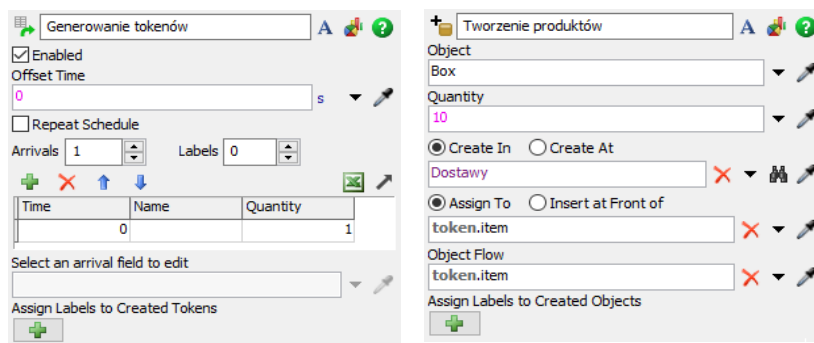 Generowanie tokenów
A
?
Enabled
Offset Time
0
s
Repeat Schedule
Arrivals 1 Labels 0
Time Name Quantity
0 1
Select an arrival field to edit
Assign Labels to Created Tokens
Tworzenie produktów
A
?
Object
Box
Quantity
10
Create In Create At
Dostawy
Assign To Insert at Front of
token.item
Object Flow
token.item
Assign Labels to Created Objects